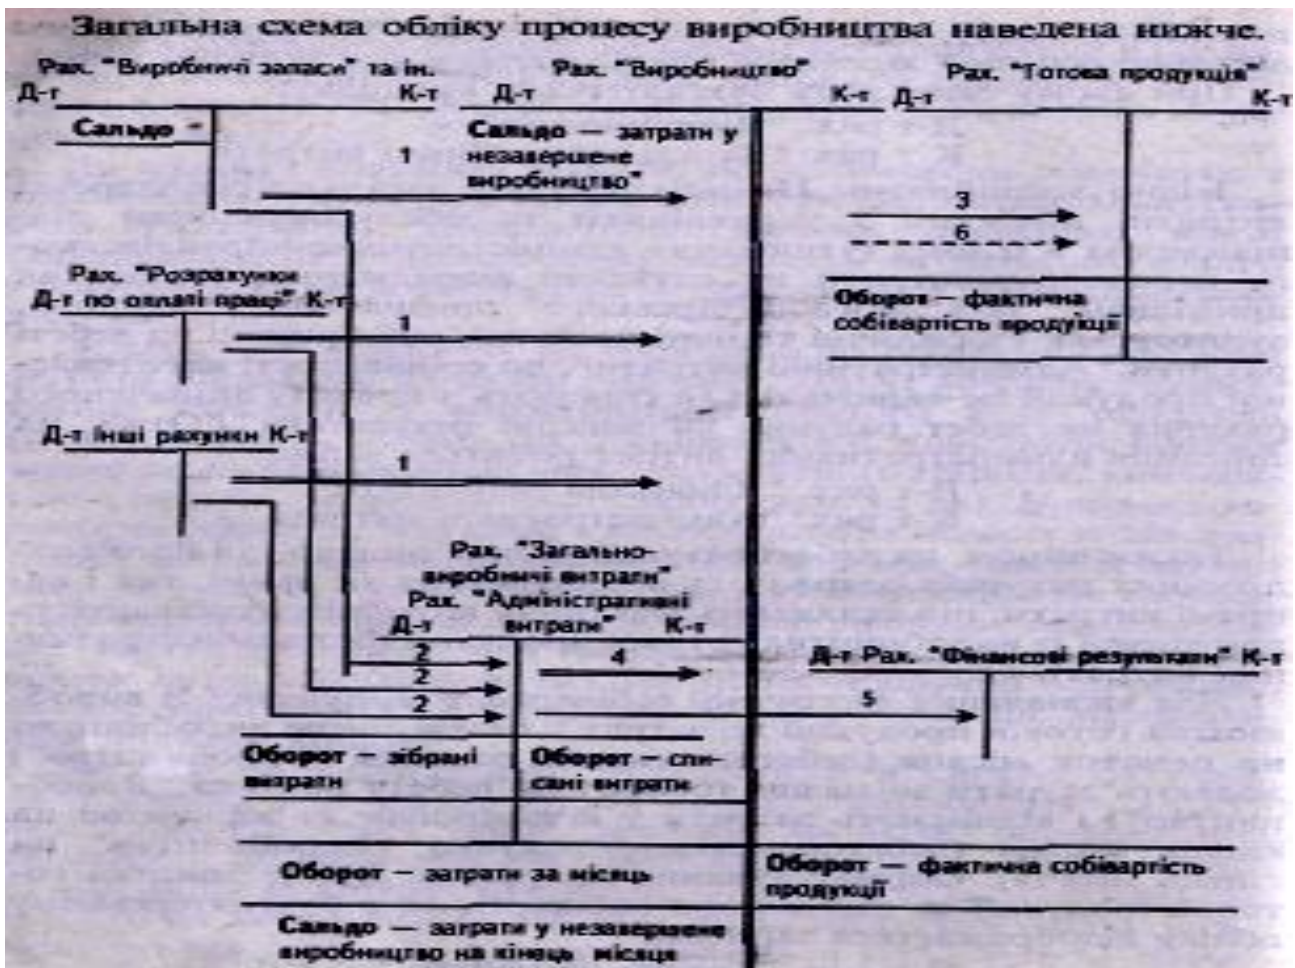 Загальна схема обліку процесу виробництва наведена нижче.
Рах. "Виробничі запаси" та ін.
Д-т К-т
Сальдо -
1
Рах. "Виробництво"
Д-т К-т
Сальдо — затрати у
незавершене
виробництво"
Рах. "Готова продукція"
Д-т К-т
3
6
Оборот — фактична
собівартість продукції
Рах. "Розрахунки
Д-т по оплаті праці" К-т
1
Д-т Інші рахунки К-т
1
Рах. "Загально-
виробничі витрати"
Рах. "Адміністративні
Д-т витрати" К-т
2
2
2
4
5
Д-т Рах. "Фінансові результати" К-т
Оборот — зібрані
витрати
Оборот — спи-
сані витрати
Оборот — затрати за місяць
Оборот — фактична собівартість
продукції
Сальдо — затрати у незавершене
виробництво на кінець місяця